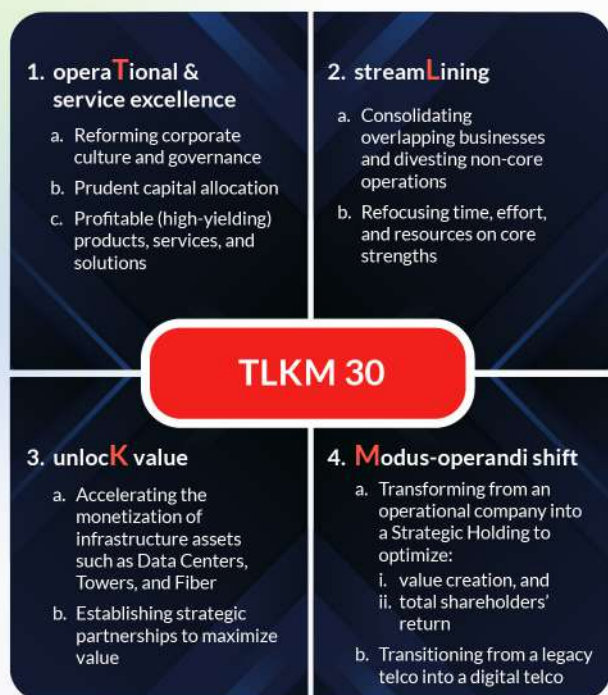 1. operaTional &
service excellence
a. Reforming corporate
culture and governance
b. Prudent capital allocation
c. Profitable (high-yielding)
products, services, and
solutions
2. streamLining
a. Consolidating
overlapping businesses
and divesting non-core
operations
b. Refocusing time, effort,
and resources on core
strengths
TLKM 30
3. unlocK value
a. Accelerating the
monetization of
infrastructure assets
such as Data Centers,
Towers, and Fiber
b. Establishing strategic
partnerships to maximize
value
4. Modus-operandi shift
a. Transforming from an
operational company into
a Strategic Holding to
optimize:
i. value creation, and
ii. total shareholders'
return
b. Transitioning from a legacy
telco into a digital telco